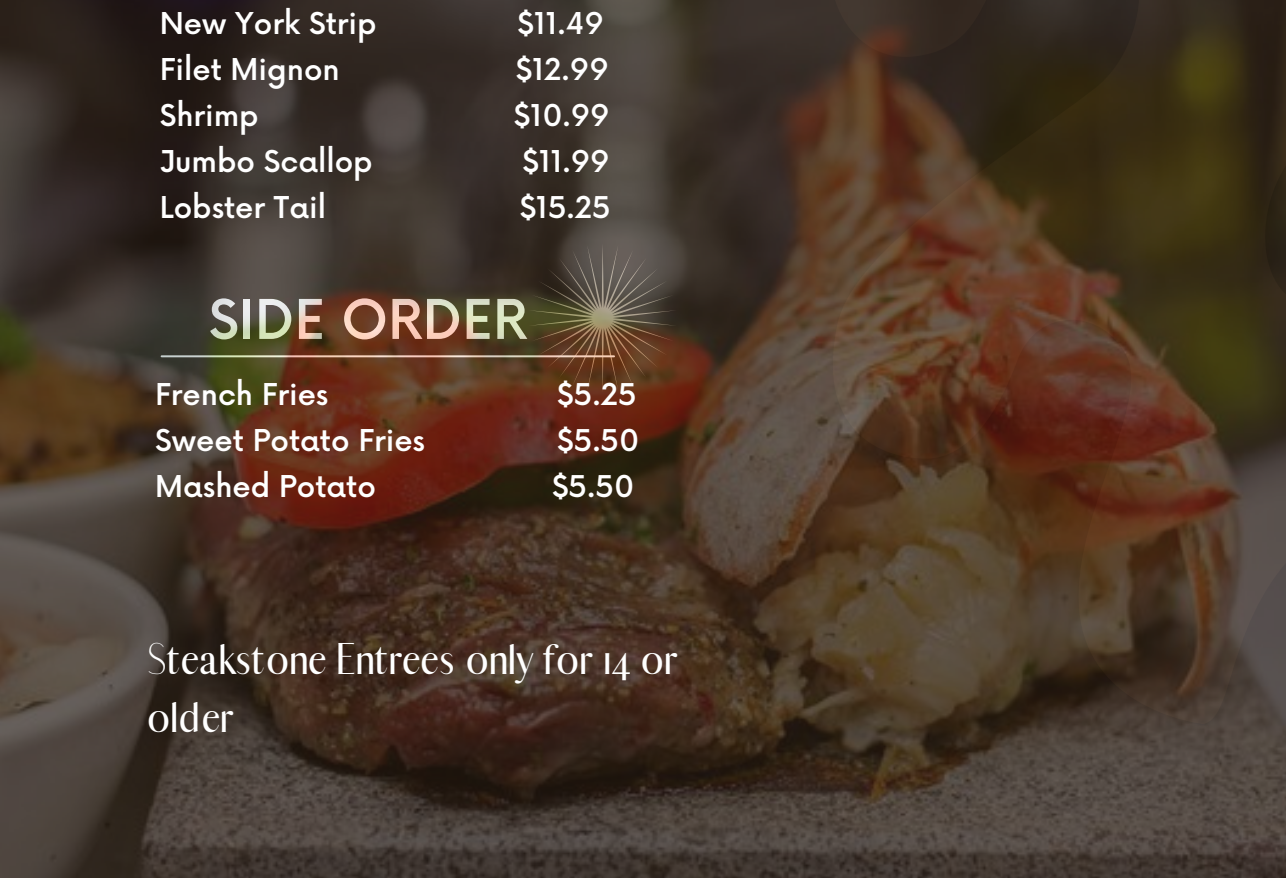 New York Strip $11.49
Filet Mignon $12.99
Shrimp $10.99
Jumbo Scallop $11.99
Lobster Tail $15.25
SIDE ORDER
French Fries $5.25
Sweet Potato Fries $5.50
Mashed Potato $5.50
Steakstone Entrees only for 14 or
older